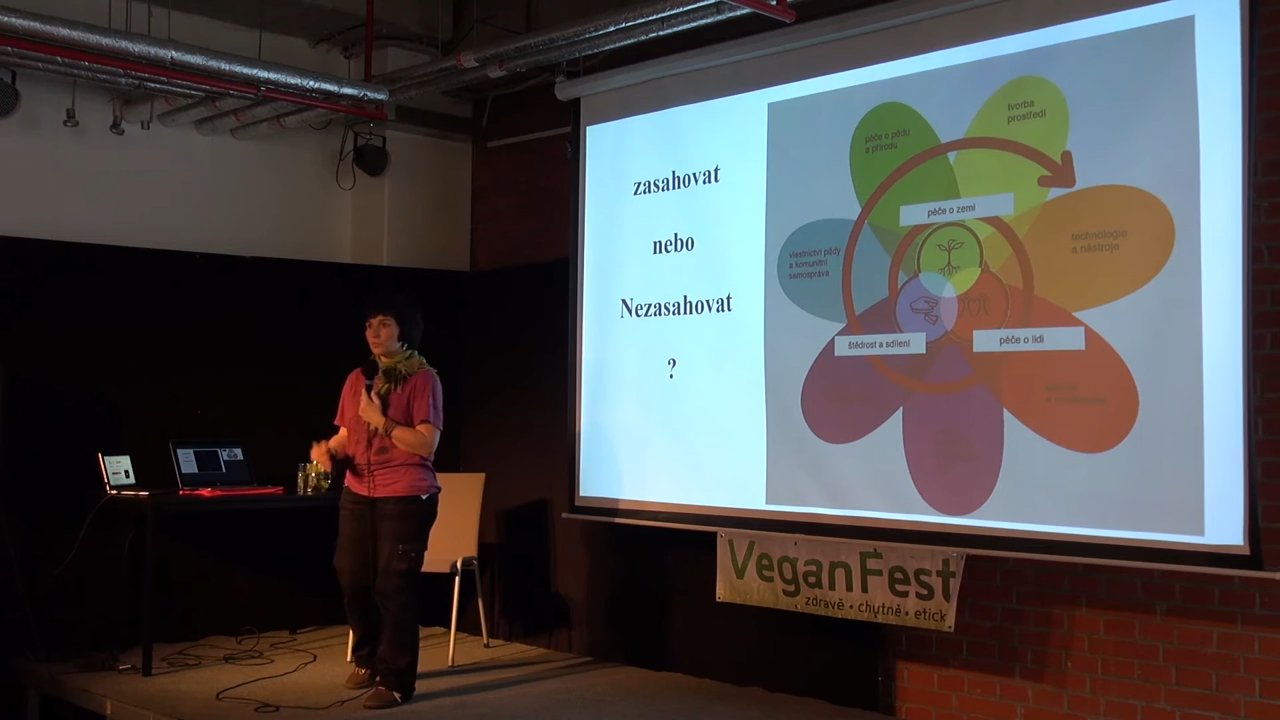 zasahovat
nebo
Nezasahovat
?
péče o půdu
a přírodu
tvorba
prostředí
péče o zemi
technologie
a nástroje
vlastnictví půdy
a komunitní
samospráva
štědrost a sdílení
péče o lidi
VeganFest
zdravě • chutně • etick